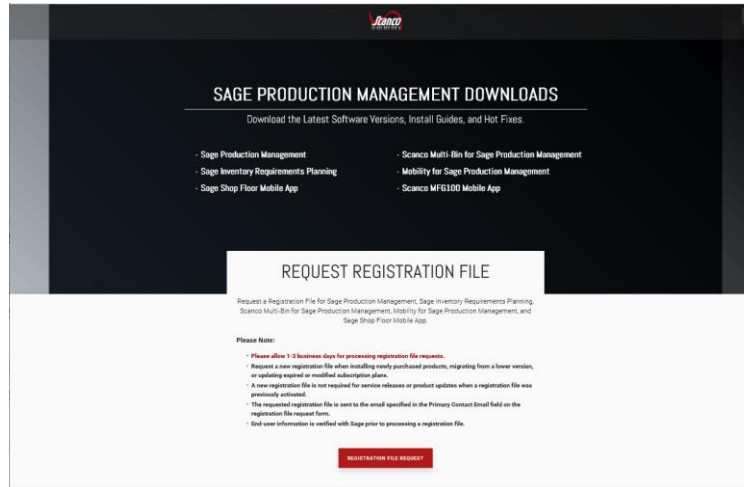 Scanco
SAGE PRODUCTION MANAGEMENT DOWNLOADS
Download the Latest Software Versions, Install Guides, and Hot Fixes.
- Sage Production Management
- Sage Inventory Requirements Planning
- Sage Shop Floor Mobile App
- Scanco Multi-Bin for Sage Production Management
- Mobility for Sage Production Management
- Scanco MFG100 Mobile App
REQUEST REGISTRATION FILE
Request a Registration File for Sage Production Management, Sage Inventory Requirements Planning,
Scanco Multi-Bin for Sage Production Management, Mobility for Sage Production Management, and
Sage Shop Floor Mobile App.
Please Note:
• Please allow 1-3 business days for processing registration file requests.
• Request a new registration file when installing newly purchased products, migrating from a lower version,
or updating expired or modified subscription plans.
• A new registration file is not required for service releases or product updates when a registration file was
previously activated.
• The requested registration file is sent to the email specified in the Primary Contact Email field on the
registration file request form.
• End-user information is verified with Sage prior to processing a registration file.
REGISTRATION FILE REQUEST